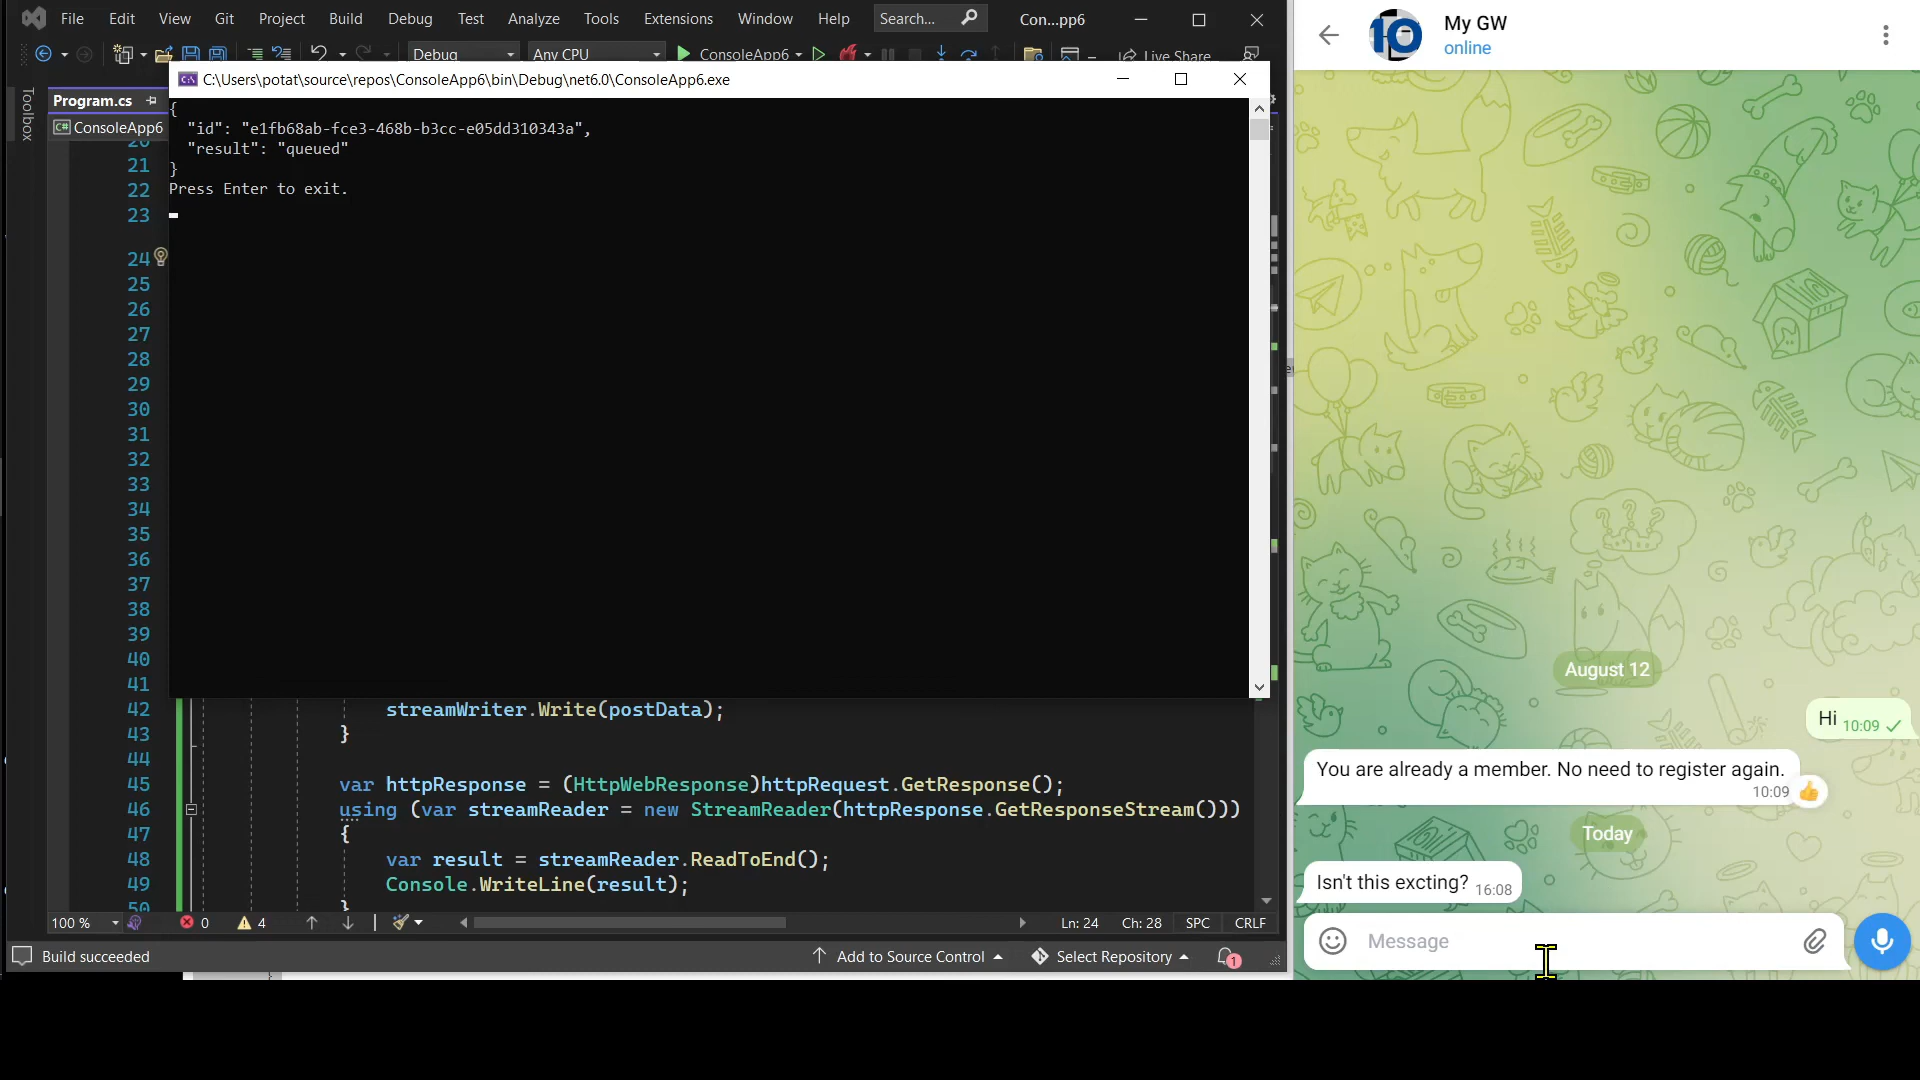 File Edit View Git Project Build Debug Test Analyze Tools Extensions Window Help Search... Con...pp6
Debug Any CPU ConsoleApp6 Live Share
C:\Users\potat\source\repos\ConsoleApp6\bin\Debug\net6.0\ConsoleApp6.exe
Toolbox
Program.cs
C# ConsoleApp6
{
"id": "e1fb68ab-fce3-468b-b3cc-e05dd310343a",
"result": "queued"
}
Press Enter to exit.
20
21
22
23
24
25
26
27
28
29
30
31
32
33
34
35
36
37
38
39
40
41
42 streamWriter.Write(postData);
43 }
44
45 var httpResponse = (HttpWebResponse)httpRequest.GetResponse();
46 using (var streamReader = new StreamReader(httpResponse.GetResponseStream()))
47 {
48 var result = streamReader.ReadToEnd();
49 Console.WriteLine(result);
50 }
100 % 0 4 Ln: 24 Ch: 28 SPC CRLF
Build succeeded Add to Source Control Select Repository 1
10
My GW
online
August 12
Hi 10:09
You are already a member. No need to register again.
10:09
Today
Isn't this excting? 16:08
Message